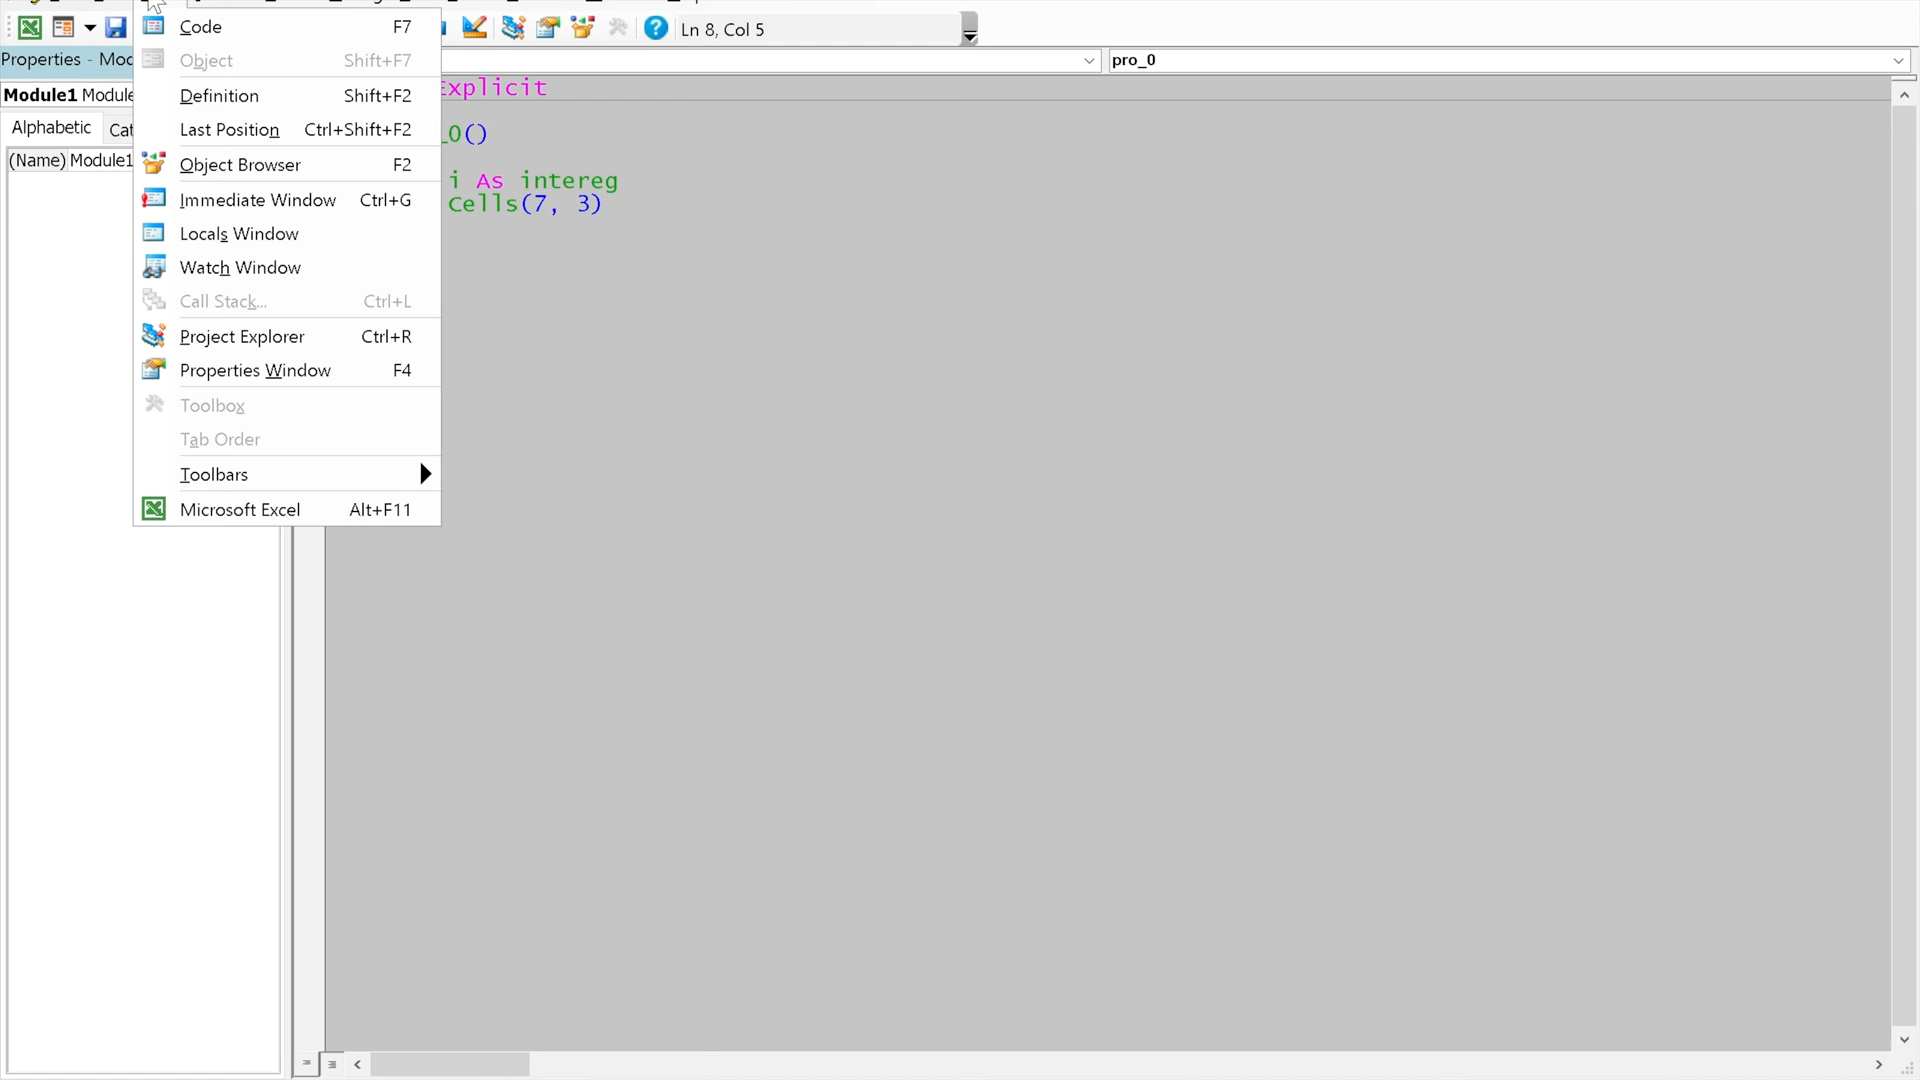 Ln 8, Col 5
Properties - Mod
pro_0
Module1 Module
Alphabetic
Cat
(Name) Module1
Code F7
Object Shift+F7
Definition Shift+F2
Last Position Ctrl+Shift+F2
Object Browser F2
Immediate Window Ctrl+G
Locals Window
Watch Window
Call Stack... Ctrl+L
Project Explorer Ctrl+R
Properties Window F4
Toolbox
Tab Order
Toolbars
Microsoft Excel Alt+F11
Explicit
_0()
i As intereg
Cells(7, 3)